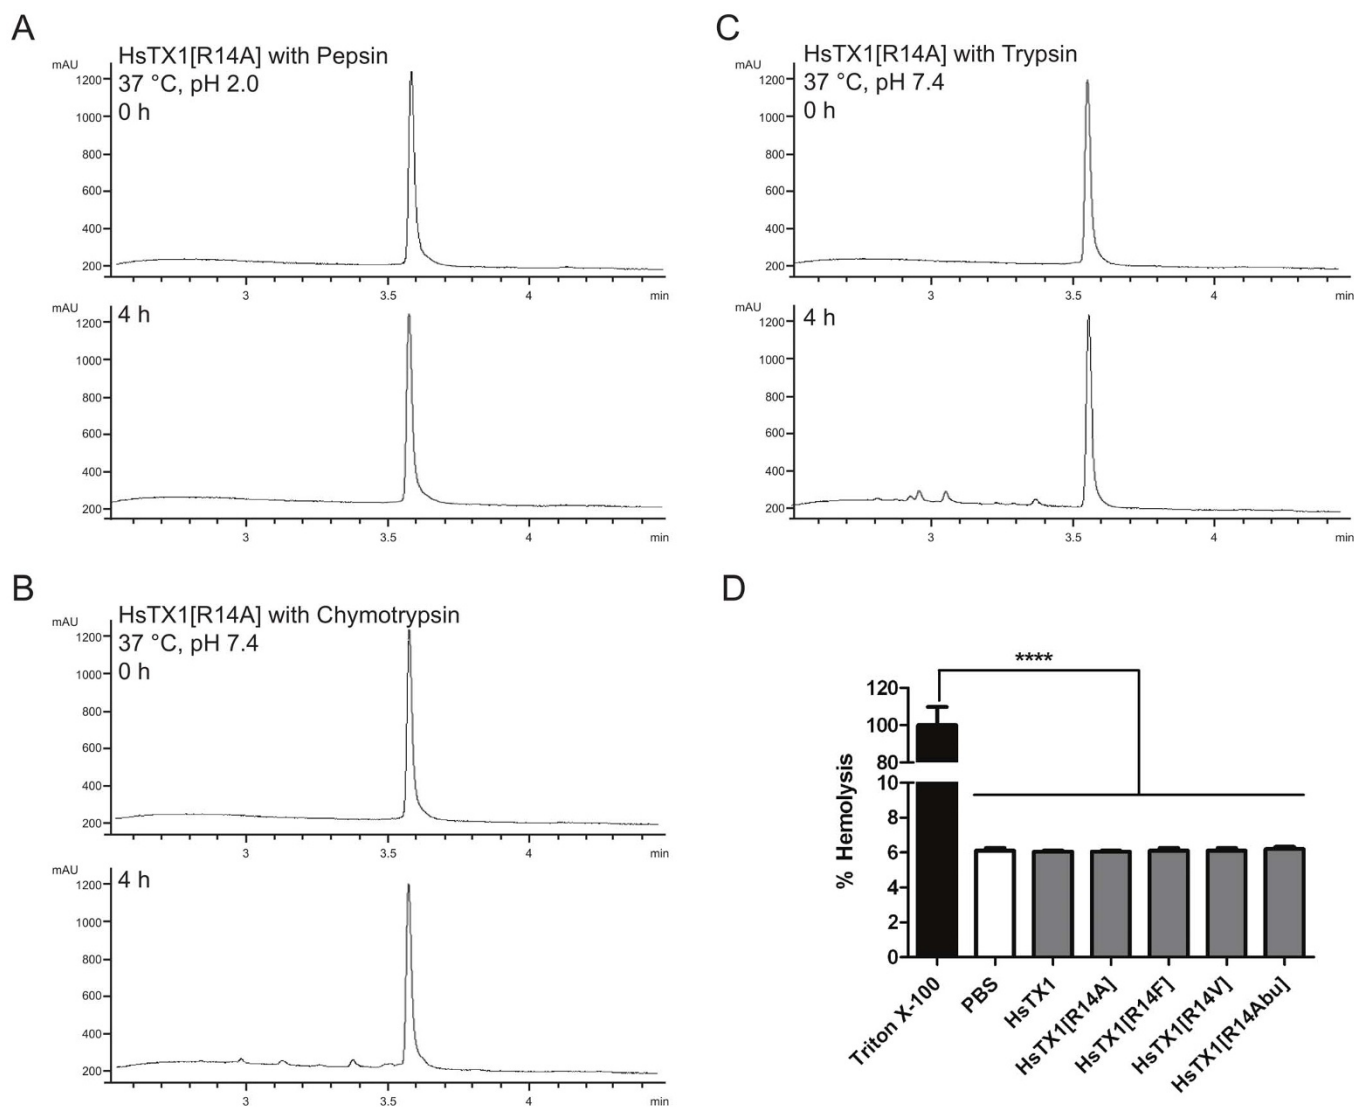 A
HsTX1[R14A] with Pepsin
37 °C, pH 2.0
0 h
mAU
1200
1000
800
600
400
200
3
3.5
4
min
mAU
4 h
1200
1000
800
600
400
200
3
3.5
4
min
B
HsTX1[R14A] with Chymotrypsin
37 °C, pH 7.4
0 h
mAU
1200
1000
800
600
400
200
3
3.5
4
min
mAU
4 h
1200
1000
800
600
400
200
3
3.5
4
min
C
HsTX1[R14A] with Trypsin
37 °C, pH 7.4
0 h
mAU
1200
1000
800
600
400
200
3
3.5
4
min
mAU
4 h
1200
1000
800
600
400
200
3
3.5
4
min
D
****
% Hemolysis
120
100
80
10
8
6
4
2
0
Triton X-100
PBS
HsTX1
HsTX1[R14A]
HsTX1[R14F]
HsTX1[R14V]
HsTX1[R14Abu]